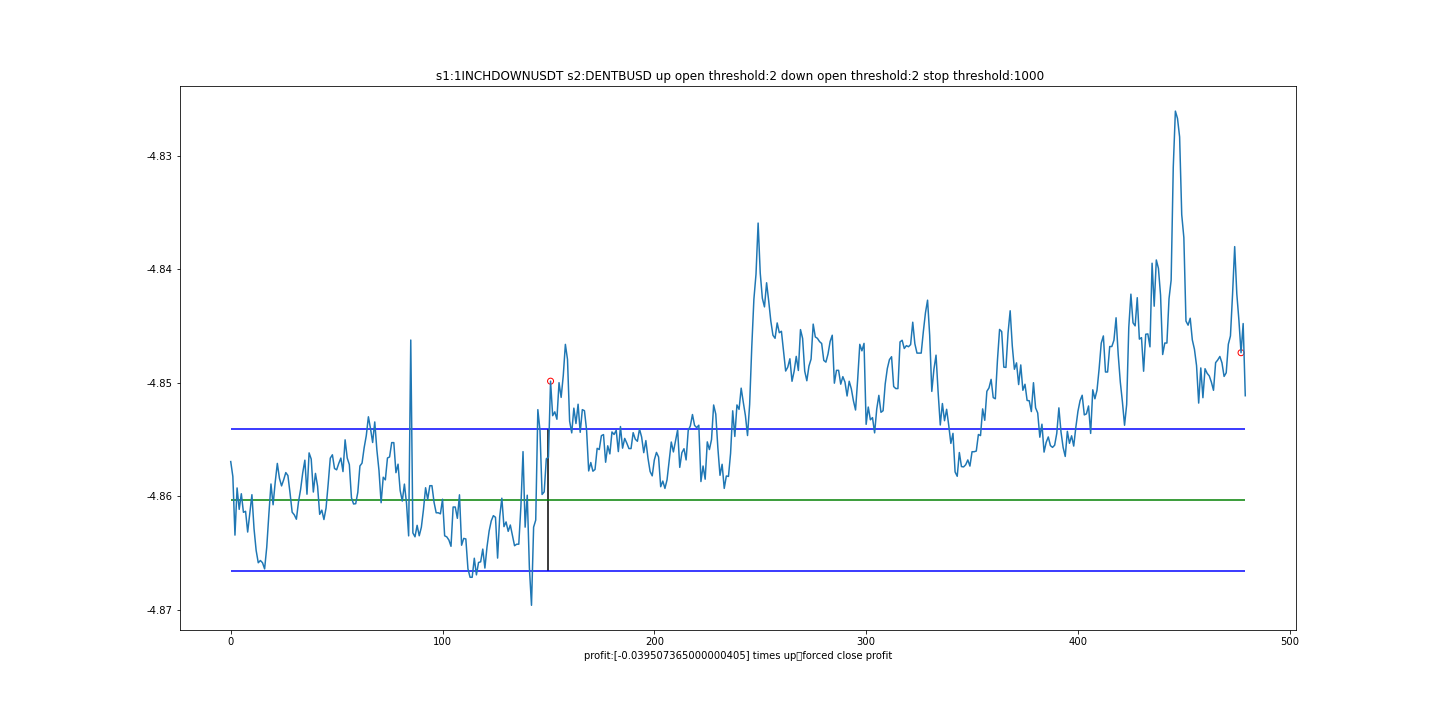 s1:1INCHDOWNUSDT s2:DENTBUSD up open threshold:2 down open threshold:2 stop threshold:1000
-4.83
-4.84
-4.85
-4.86
-4.87
0 100 200 300 400 500
profit:[-0.039507365000000405] times up▯forced close profit